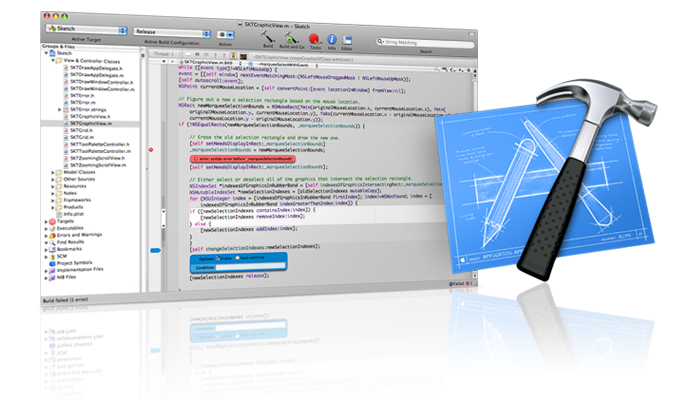 SKTGraphicView.m – Sketch
Sketch
Release
Active Target
Active Build Configuration
Action
Build
Build and Go
Tasks
Info
Editor
String Matching
Search
Groups & Files
Sketch
View & Controller Classes
SKTDrawAppDelegate.h
SKTDrawAppDelegate.m
SKTDrawWindowController.h
SKTDrawWindowController.m
SKTError.h
SKTError.m
Error strings
SKTGraphicView.h
SKTGraphicView.m
SKTGrid.h
SKTGrid.m
SKTToolPaletteController.h
SKTToolPaletteController.m
SKTZoomingScrollView.h
SKTZoomingScrollView.m
Model Classes
Other Sources
Resources
Notes
Frameworks
Products
Info.plist
Targets
Executables
Errors and Warnings
Find Results
Bookmarks
SCM
Project Symbols
Implementation Files
NIB Files
Build failed (1 error)
while ([event type]!=NSLeftMouseUp) {
event = [[self window] nextEventMatchingMask:(NSLeftMouseDraggedMask | NSLeftMouseUpMask)];
[self autoscroll:event];
NSPoint currentMouseLocation = [self convertPoint:[event locationInWindow] fromView:nil];
// Figure out a new a selection rectangle based on the mouse location.
NSRect newMarqueeSelectionBounds = NSMakeRect(fmin(originalMouseLocation.x, currentMouseLocation.x), fmin(
originalMouseLocation.y, currentMouseLocation.y), fabs(currentMouseLocation.x - originalMouseLocation.x
if (!NSEqualRects(newMarqueeSelectionBounds, _marqueeSelectionBounds)) {
// Erase the old selection rectangle and draw the new one.
[self setNeedsDisplayInRect:_marqueeSelectionBounds]
_marqueeSelectionBounds = newMarqueeSelectionBounds;
error: syntax error before '_marqueeSelectionBounds'
[self setNeedsDisplayInRect:_marqueeSelectionBounds];
// Either select or deselect all of the graphics that intersect the selection rectangle.
NSIndexSet *indexesOfGraphicsInRubberBand = [self indexesOfGraphicsIntersectingRect:_marqueeSelection
NSMutableIndexSet *newSelectionIndexes = [oldSelectionIndexes mutableCopy];
for (NSUInteger index = [indexesOfGraphicsInRubberBand firstIndex]; index!=NSNotFound; index = [
indexesOfGraphicsInRubberBand indexGreaterThanIndex:index]) {
if ([newSelectionIndexes containsIndex:index]) {
[newSelectionIndexes removeIndex:index];
} else {
[newSelectionIndexes addIndex:index];
}
}
[self changeSelectionIndexes:newSelectionIndexes];
Options:
Enable
Auto-continue
Condition:
[newSelectionIndexes release];
Failed